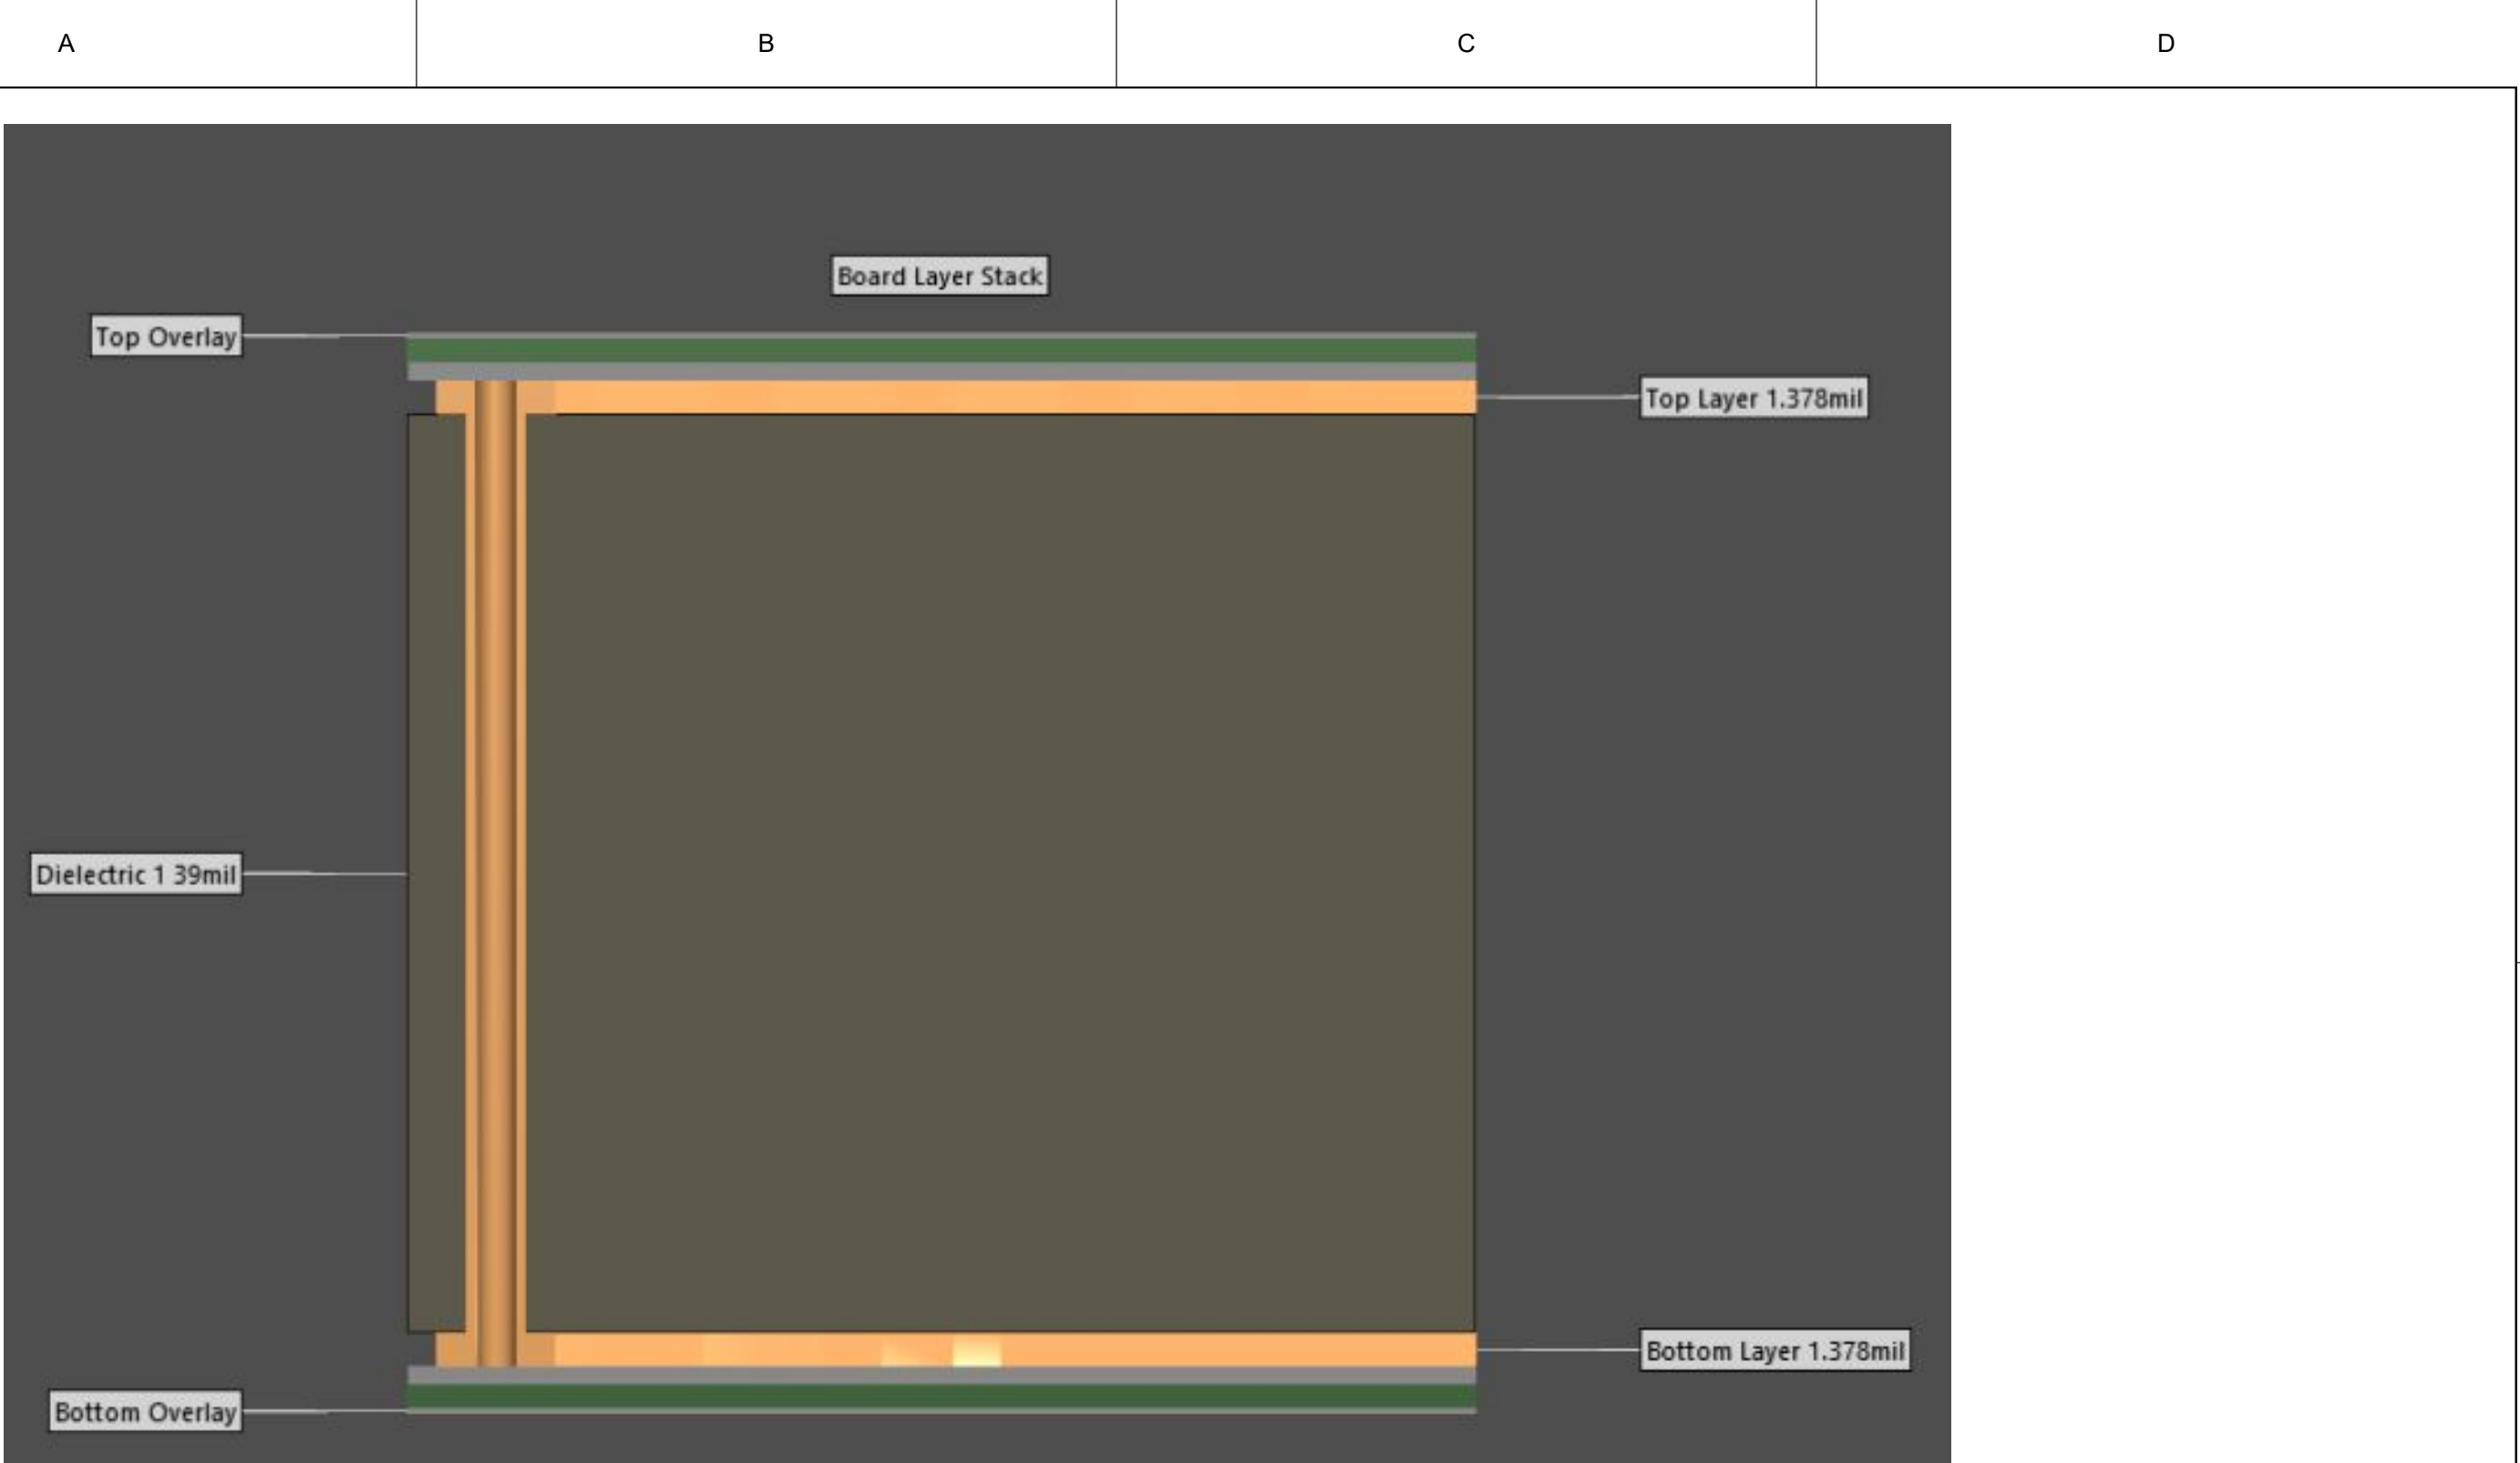 A
B
C
D
Board Layer Stack
Top Overlay
Top Layer 1.378mil
Dielectric 1 39mil
Bottom Layer 1.378mil
Bottom Overlay